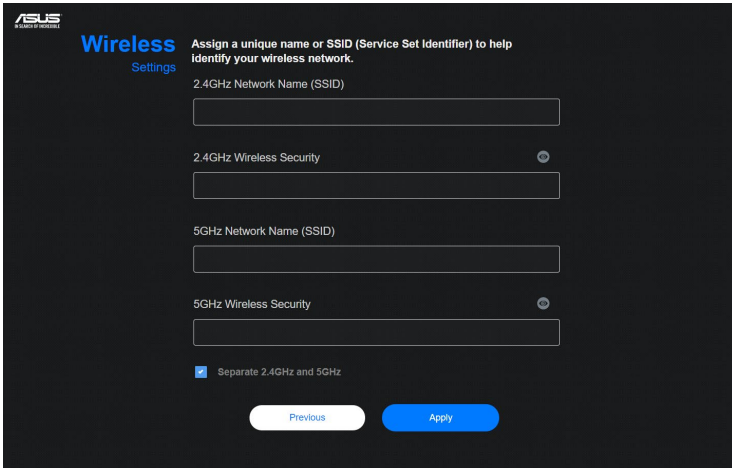 ASUS
IN SEARCH OF INCREDIBLE
Wireless
Settings
Assign a unique name or SSID (Service Set Identifier) to help
identify your wireless network.
2.4GHz Network Name (SSID)
2.4GHz Wireless Security
5GHz Network Name (SSID)
5GHz Wireless Security
Separate 2.4GHz and 5GHz
Previous
Apply